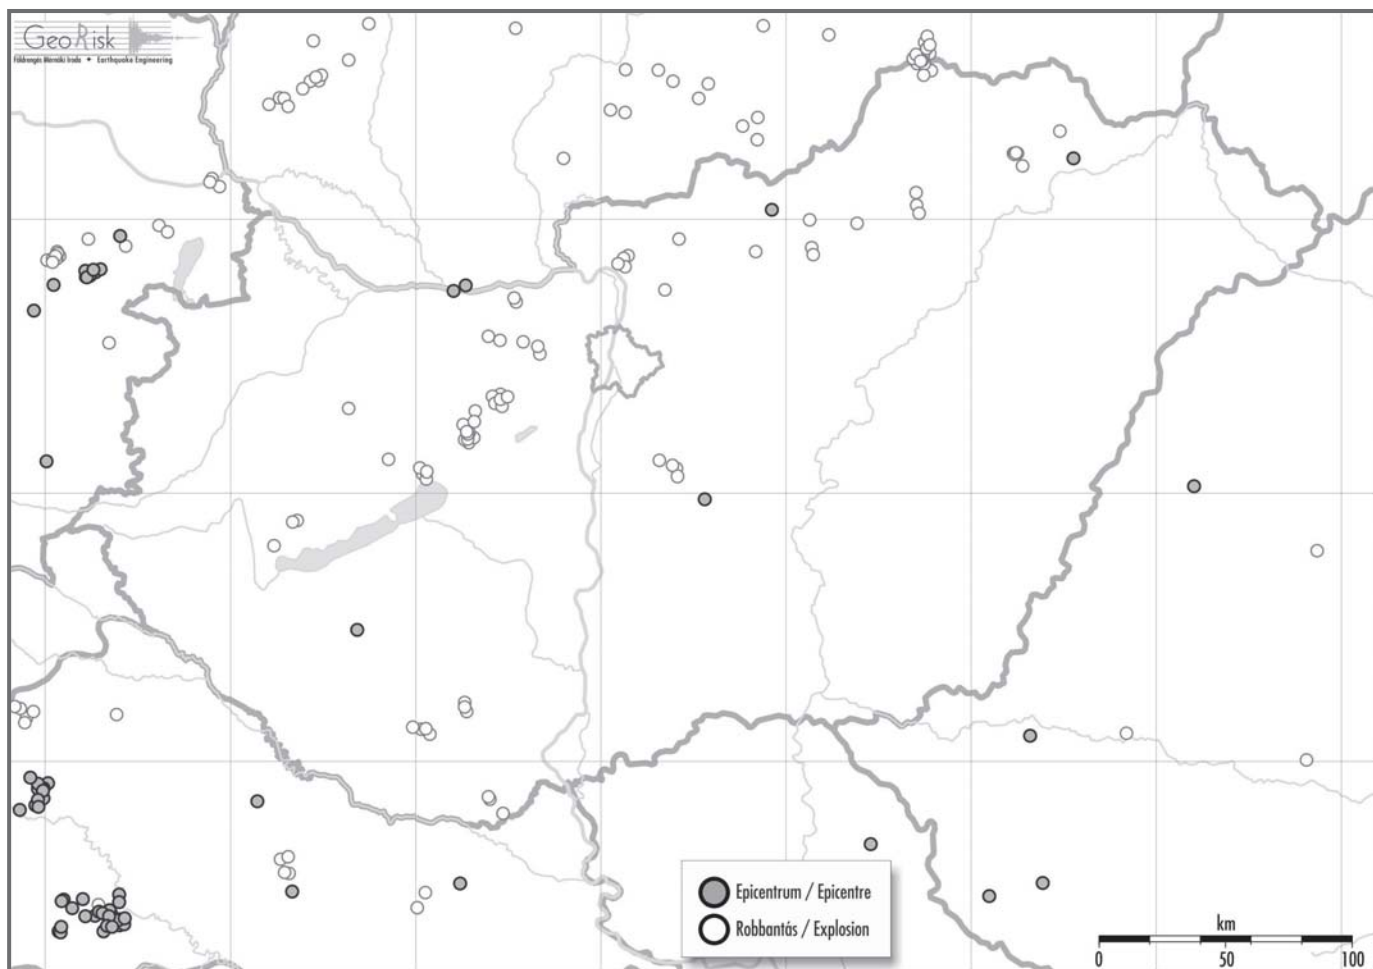 GeoRisk
Földrengés Mérnöki Iroda ✦ Earthquake Engineering
Epicentrum / Epicentre
Robbantás / Explosion
km
0 50 100